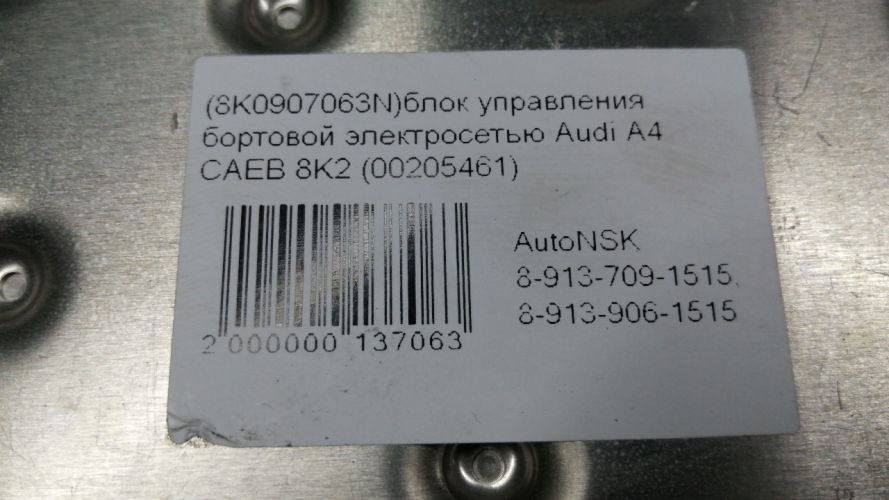 (8K0907063N)блок управления
бортовой электросетью Audi A4
CAEB 8K2 (00205461)
AutoNSK
8-913-709-1515,
8-913-906-1515
2 000000 137063